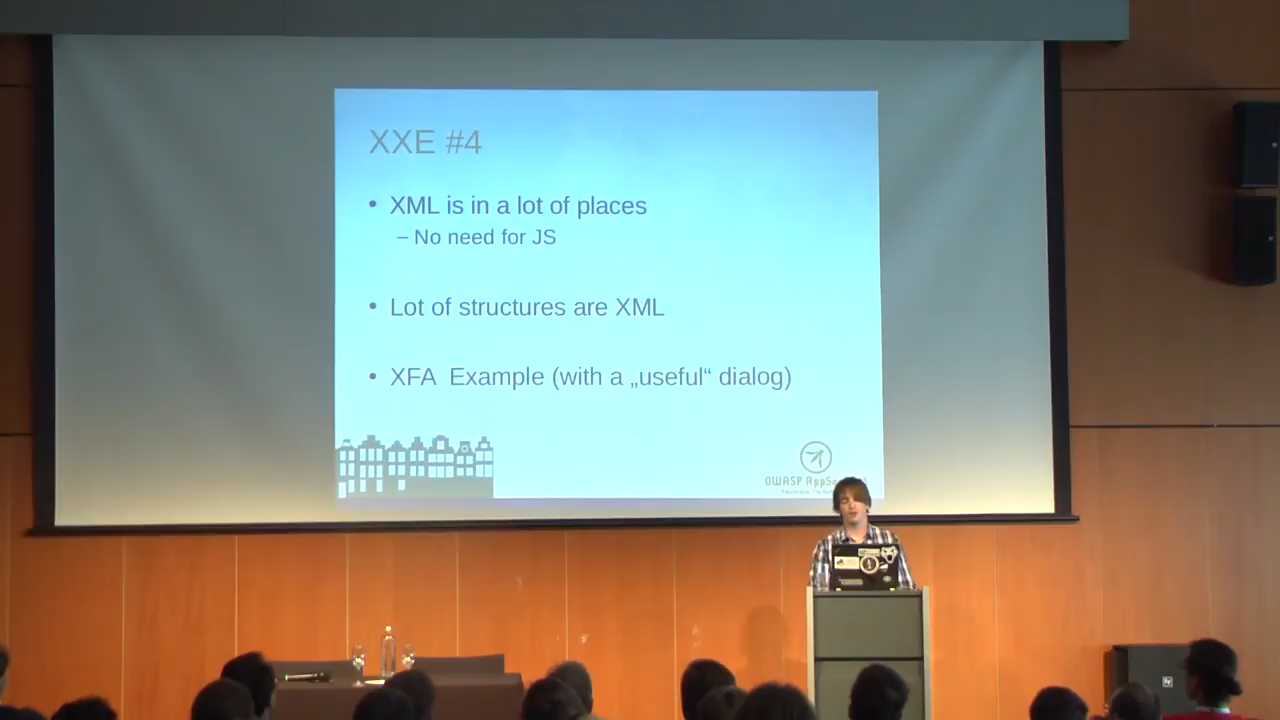 XXE #4
• XML is in a lot of places
– No need for JS
• Lot of structures are XML
• XFA Example (with a „useful“ dialog)
OWASP